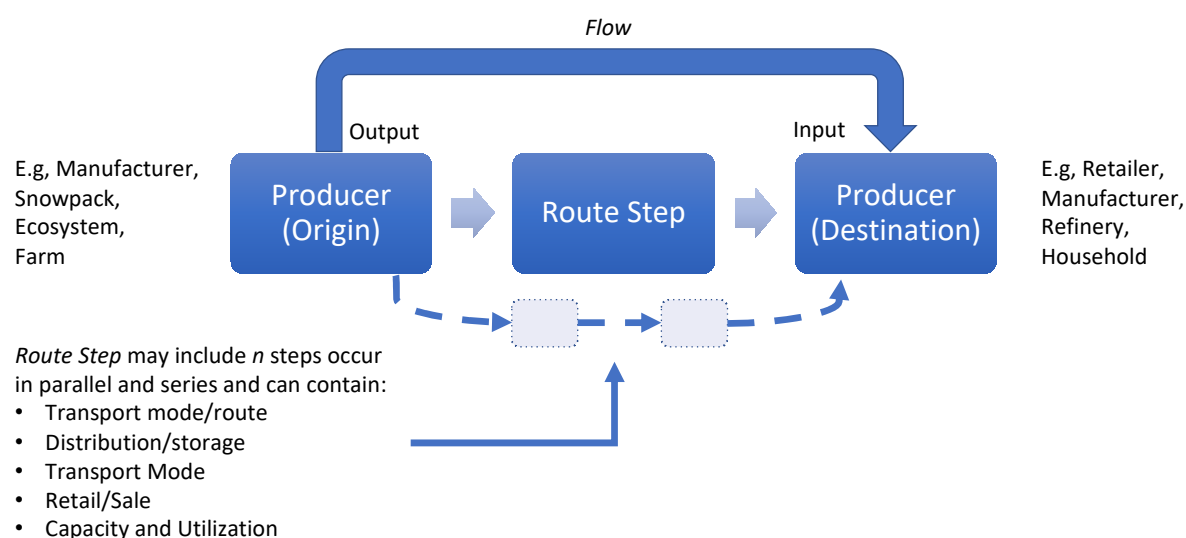 Flow
Output
Input
E.g, Manufacturer,
Snowpack,
Ecosystem,
Farm
Producer
(Origin)
Route Step
Producer
(Destination)
E.g, Retailer,
Manufacturer,
Refinery,
Household
Route Step may include n steps occur
in parallel and series and can contain:
• Transport mode/route
• Distribution/storage
• Transport Mode
• Retail/Sale
• Capacity and Utilization